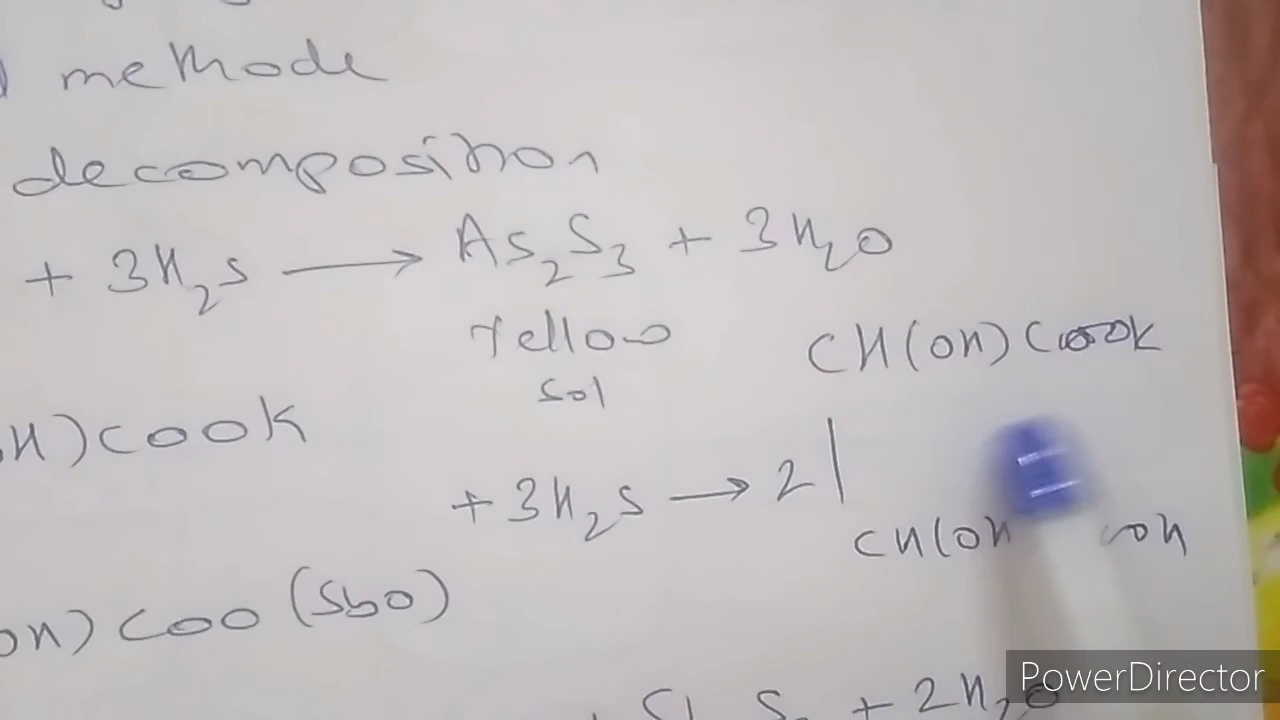 methode
decomposition
+ 3H₂S → As₂S₃ + 3H₂O
Yellow
sol
CH(OH)COOK
H)COOK
+ 3H₂S → 2 |
CH(OH
OH
OH)COO(SbO)
+ 2H₂O
PowerDirector